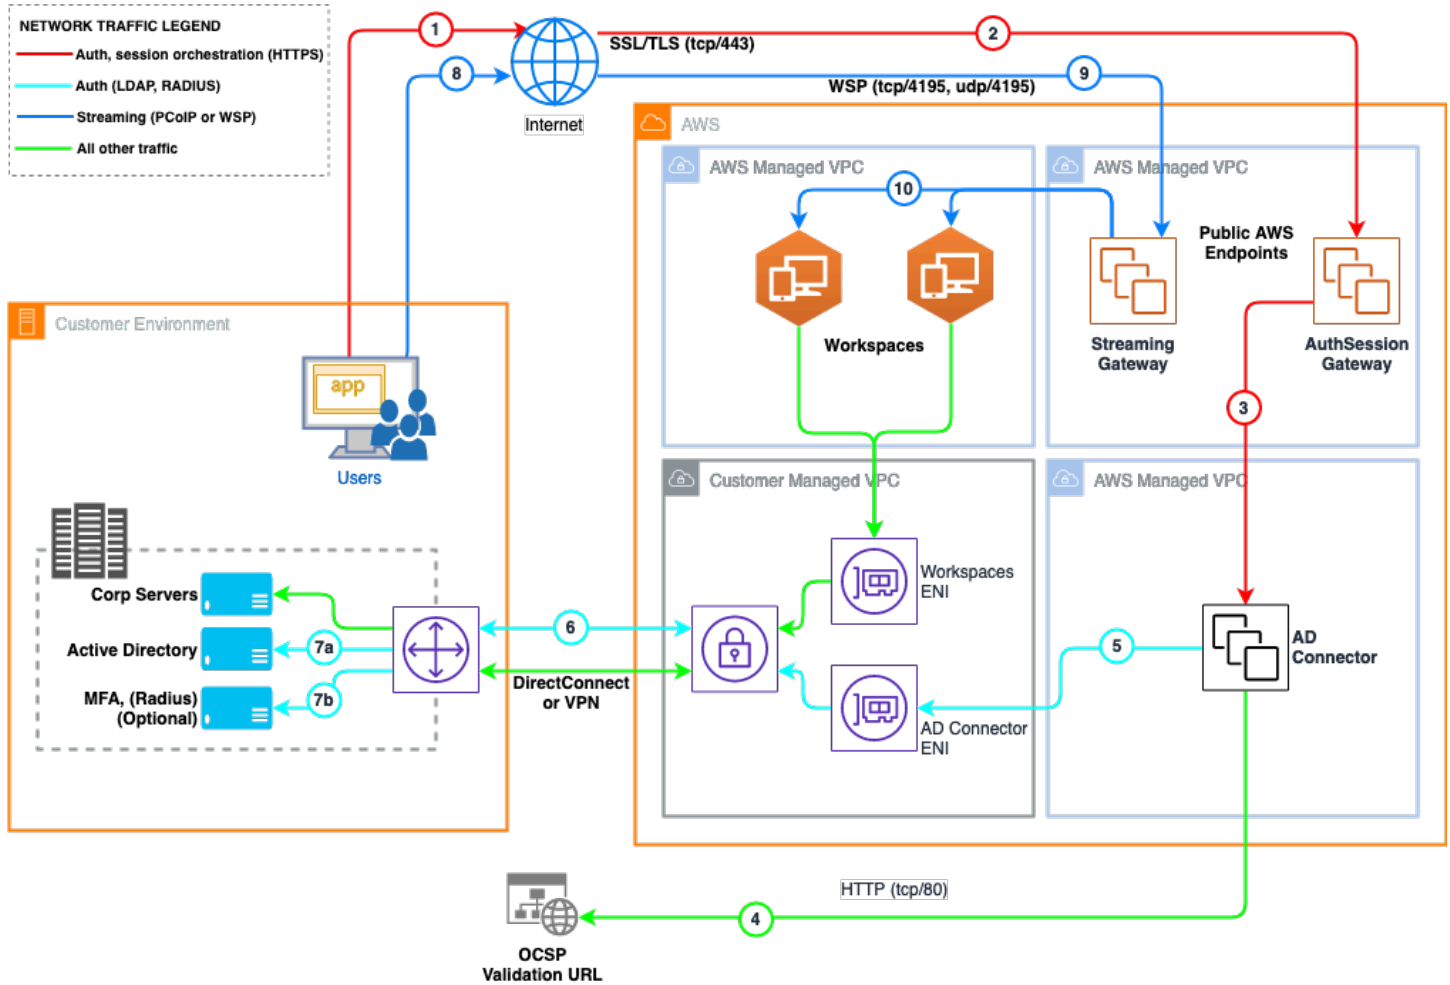 NETWORK TRAFFIC LEGEND
Auth, session orchestration (HTTPS)
Auth (LDAP, RADIUS)
Streaming (PCoIP or WSP)
All other traffic
1
2
SSL/TLS (tcp/443)
8
9
WSP (tcp/4195, udp/4195)
Internet
AWS
AWS Managed VPC
AWS Managed VPC
10
Public AWS
Endpoints
Workspaces
Streaming
Gateway
AuthSession
Gateway
3
Customer Environment
app
Users
Customer Managed VPC
AWS Managed VPC
Workspaces
ENI
Corp Servers
Active Directory
7a
MFA, (Radius)
(Optional)
7b
6
DirectConnect
or VPN
5
AD
Connector
AD Connector
ENI
HTTP (tcp/80)
4
OCSP
Validation URL